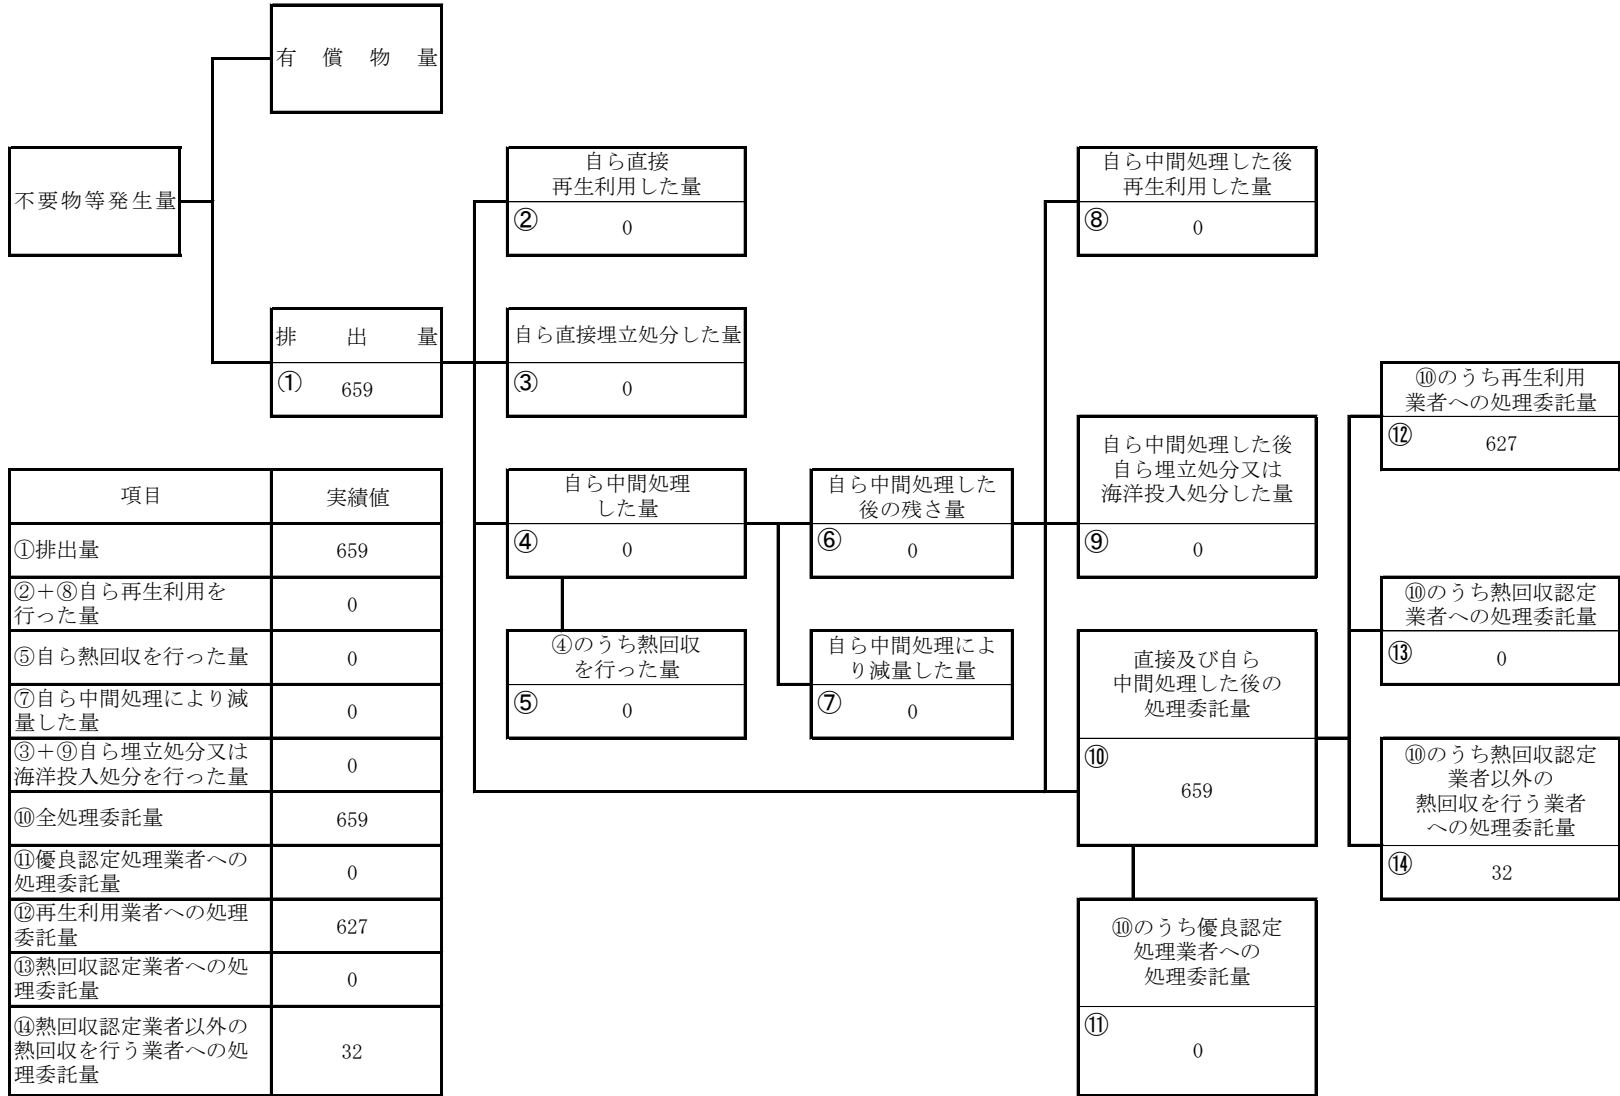 有償物量
不要物等発生量
排出量
① 659
自ら直接
再生利用した量
② 0
自ら直接埋立処分した量
③ 0
自ら中間処理
した量
④ 0
④のうち熱回収
を行った量
⑤ 0
自ら中間処理した
後の残さ量
⑥ 0
自ら中間処理によ
り減量した量
⑦ 0
自ら中間処理した後
再生利用した量
⑧ 0
自ら中間処理した後
自ら埋立処分又は
海洋投入処分した量
⑨ 0
直接及び自ら
中間処理した後の
処理委託量
⑩
659
⑩のうち優良認定
処理業者への
処理委託量
⑪
0
⑩のうち再生利用
業者への処理委託量
⑫ 627
⑩のうち熱回収認定
業者への処理委託量
⑬ 0
⑩のうち熱回収認定
業者以外の
熱回収を行う業者
への処理委託量
⑭ 32
項目 実績値
①排出量 659
②＋⑧自ら再生利用を
行った量 0
⑤自ら熱回収を行った量 0
⑦自ら中間処理により減
量した量 0
③＋⑨自ら埋立処分又は
海洋投入処分を行った量 0
⑩全処理委託量 659
⑪優良認定処理業者への
処理委託量 0
⑫再生利用業者への処理
委託量 627
⑬熱回収認定業者への処
理委託量 0
⑭熱回収認定業者以外の
熱回収を行う業者への処 32
理委託量